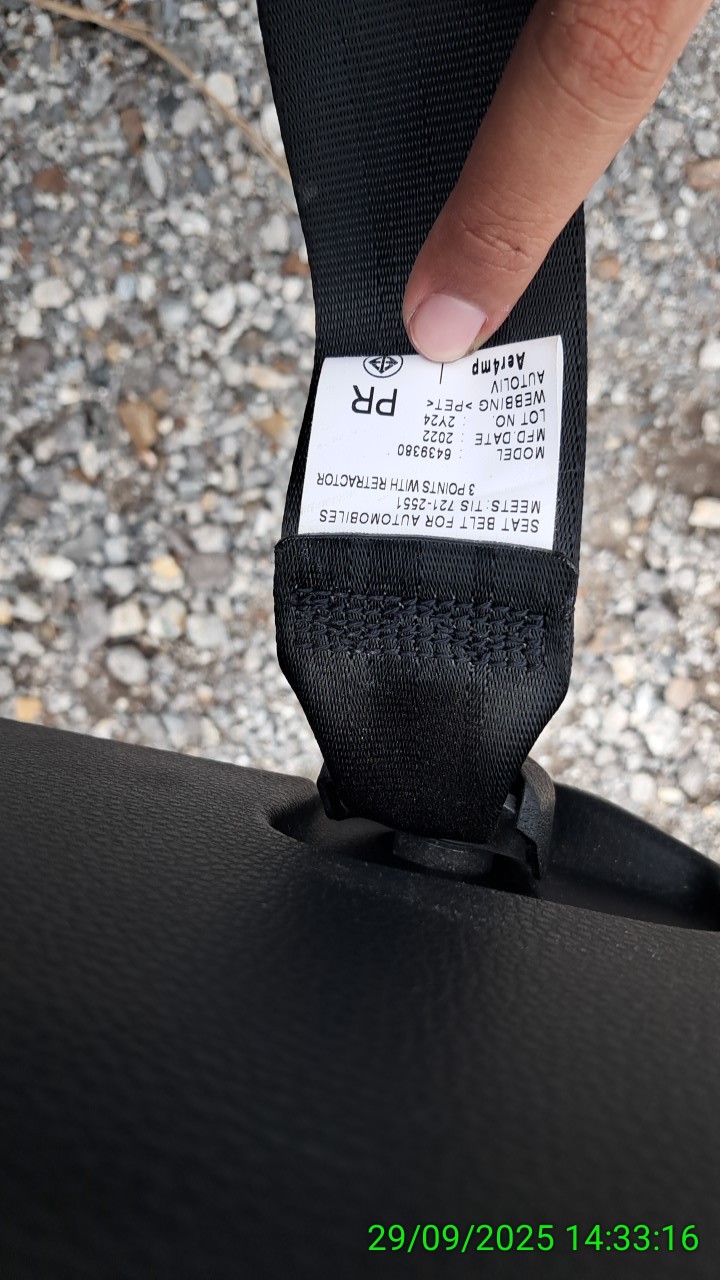 SEAT BELT FOR AUTOMOBILES
MEETS:TIS 721-2551
3 POINTS WITH RETRACTOR
MODEL : 6439380
MFD.DATE : 2022
LOT NO. : 2Y24
WEBBING >PET<
AUTOLIV
PR
Aer4mp
29/09/2025 14:33:16